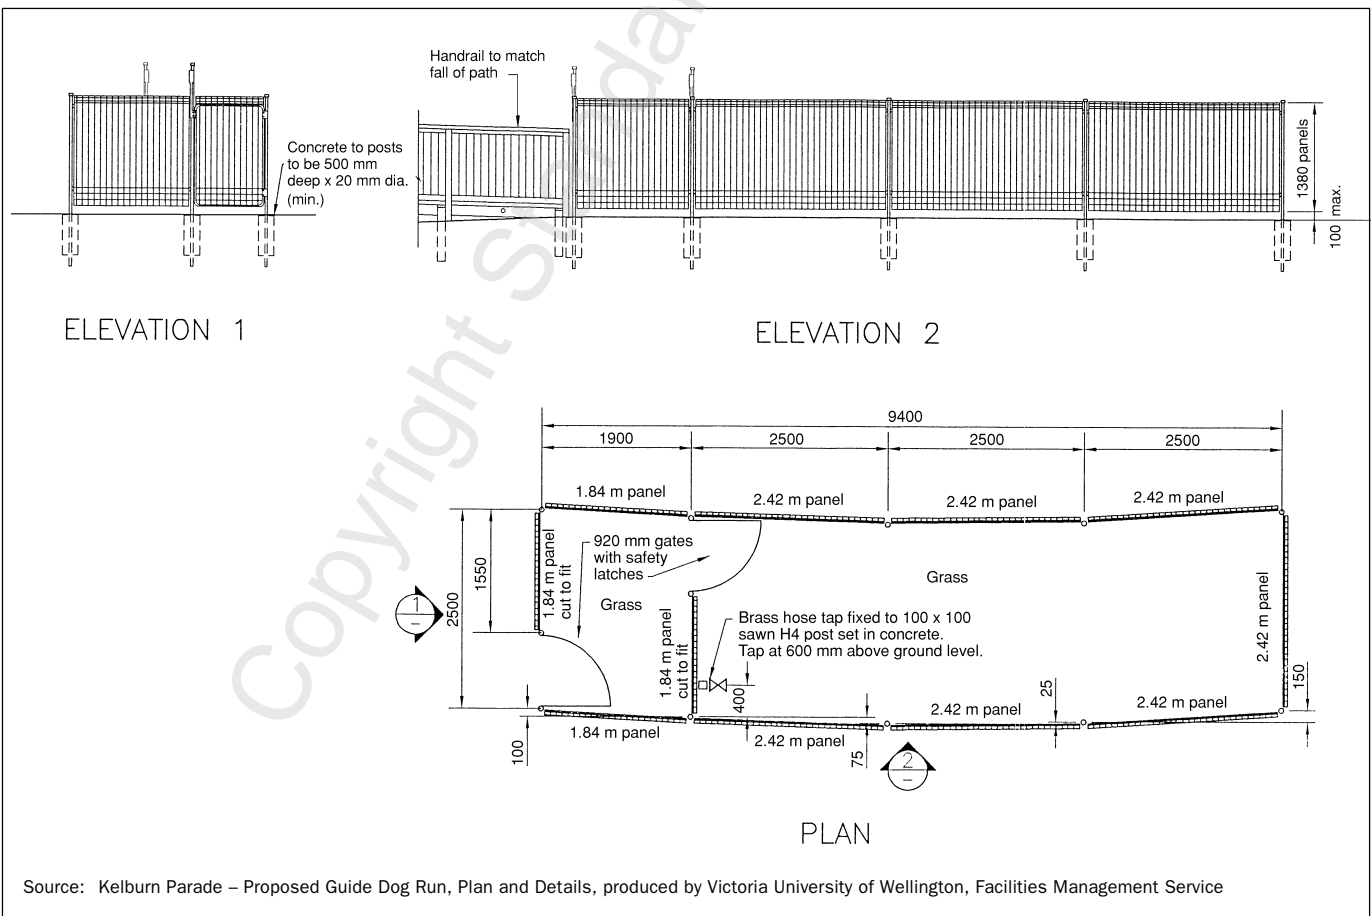 Handrail to match
fall of path
Concrete to posts
to be 500 mm
deep x 20 mm dia.
(min.)
1380 panels
100 max.
ELEVATION 1
ELEVATION 2
9400
1900
2500
2500
2500
1.84 m panel
2.42 m panel
2.42 m panel
2.42 m panel
2500
1550
1.84 m panel
cut to fit
920 mm gates
with safety
latches
Grass
Grass
1
–
1.84 m panel
cut to fit
Brass hose tap fixed to 100 x 100
sawn H4 post set in concrete.
Tap at 600 mm above ground level.
400
2.42 m panel
150
25
2.42 m panel
2.42 m panel
1.84 m panel
2.42 m panel
100
75
2
–
PLAN
Source: Kelburn Parade – Proposed Guide Dog Run, Plan and Details, produced by Victoria University of Wellington, Facilities Management Service
Copyright